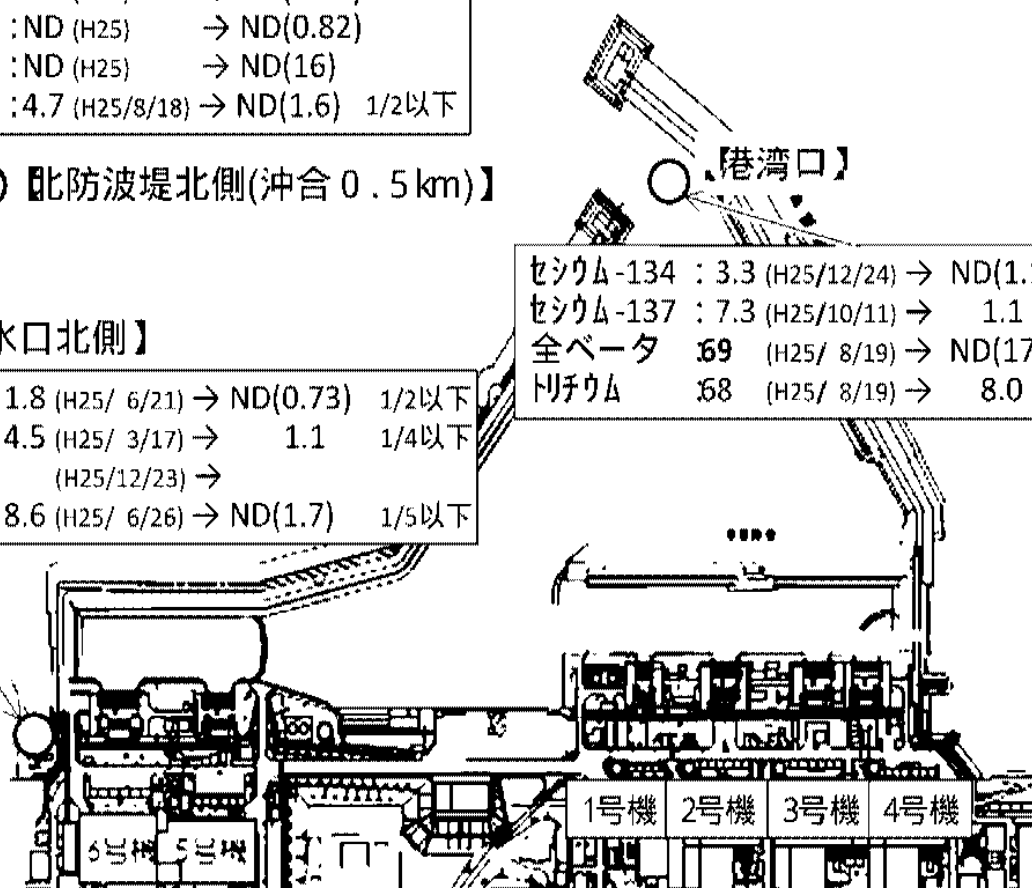 :ND (H25) → ND(0.82)
:ND (H25) → ND(16)
:4.7 (H25/8/18) → ND(1.6) 1/2以下
【北防波堤北側(沖合0.5km)】
【港湾口】
セシウム-134 : 3.3 (H25/12/24) → ND(1.
セシウム-137 : 7.3 (H25/10/11) → 1.1
全ベータ :69 (H25/ 8/19) → ND(17
トリチウム :68 (H25/ 8/19) → 8.0
水口北側】
1.8 (H25/ 6/21) → ND(0.73) 1/2以下
4.5 (H25/ 3/17) → 1.1 1/4以下
(H25/12/23) →
8.6 (H25/ 6/26) → ND(1.7) 1/5以下
1号機 2号機 3号機 4号機